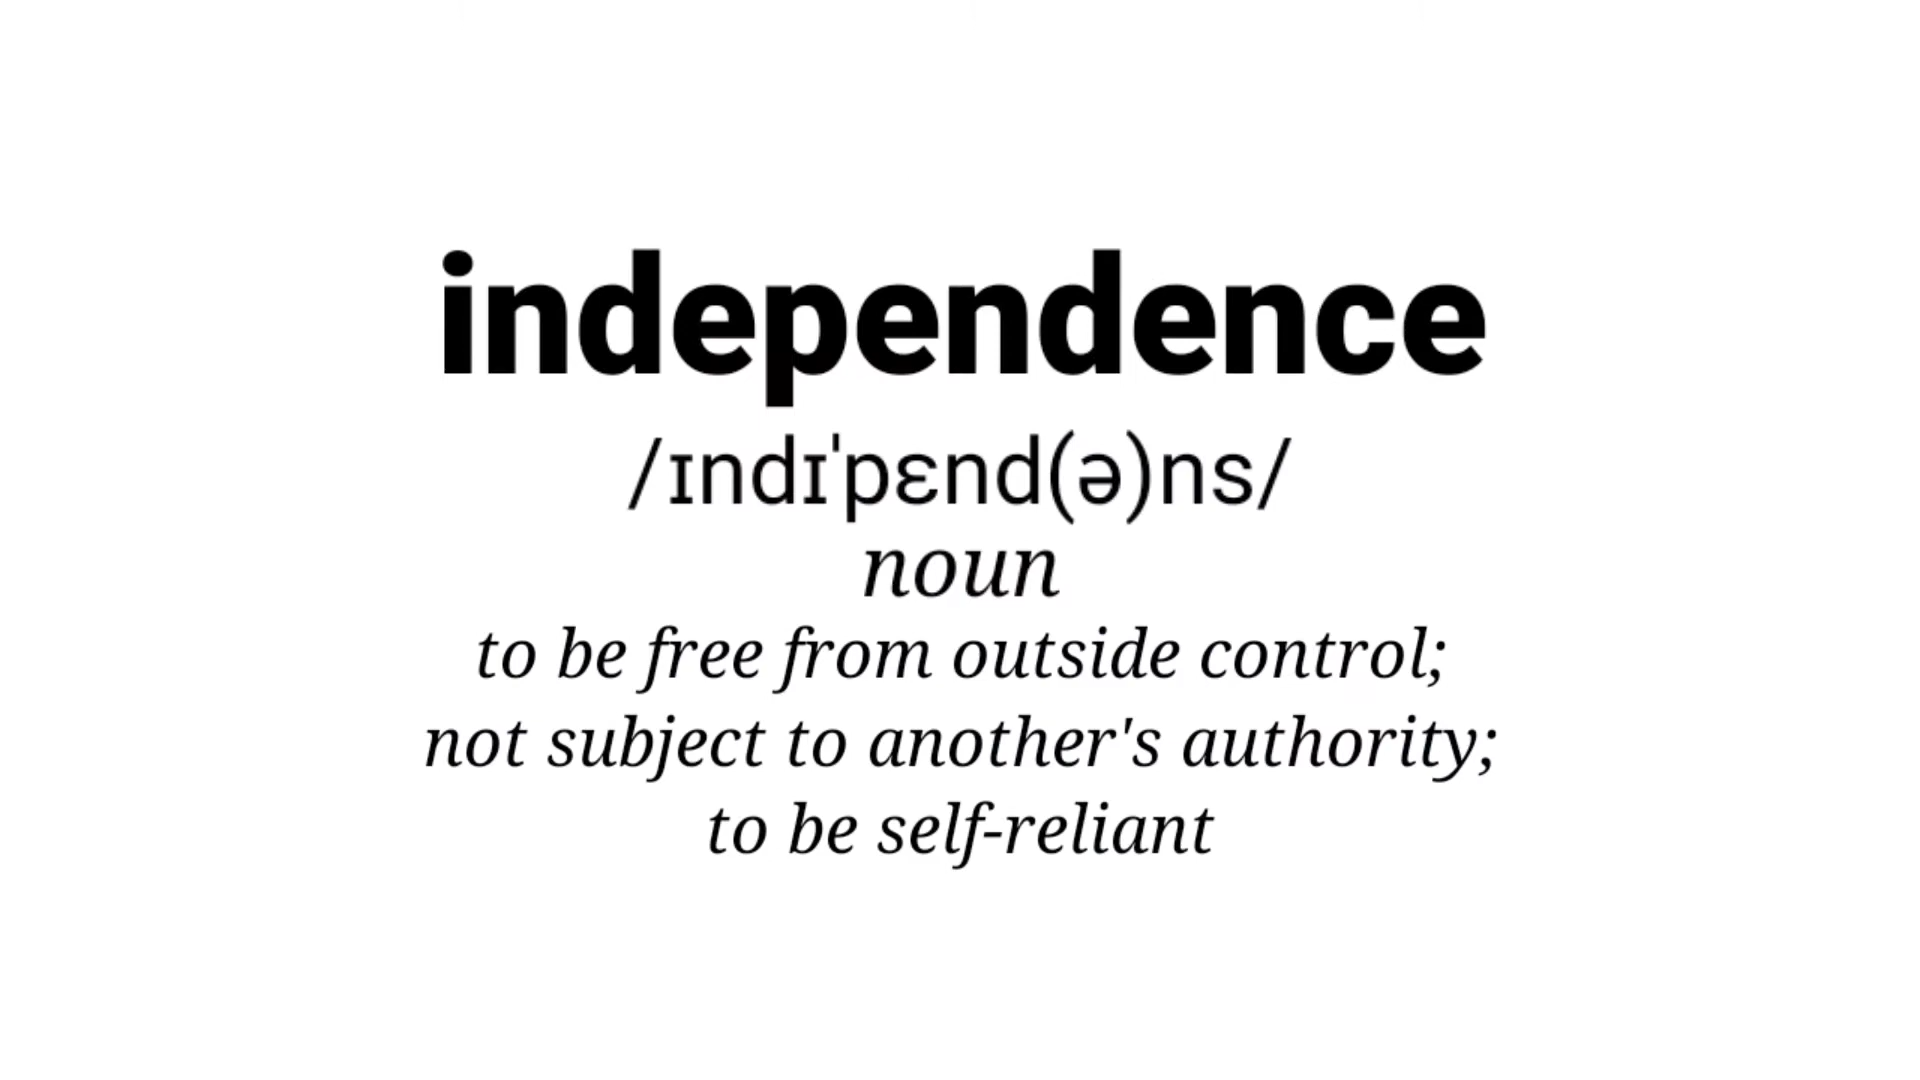 independence
/ɪndɪˈpɛnd(ə)ns/
noun
to be free from outside control;
not subject to another's authority;
to be self-reliant